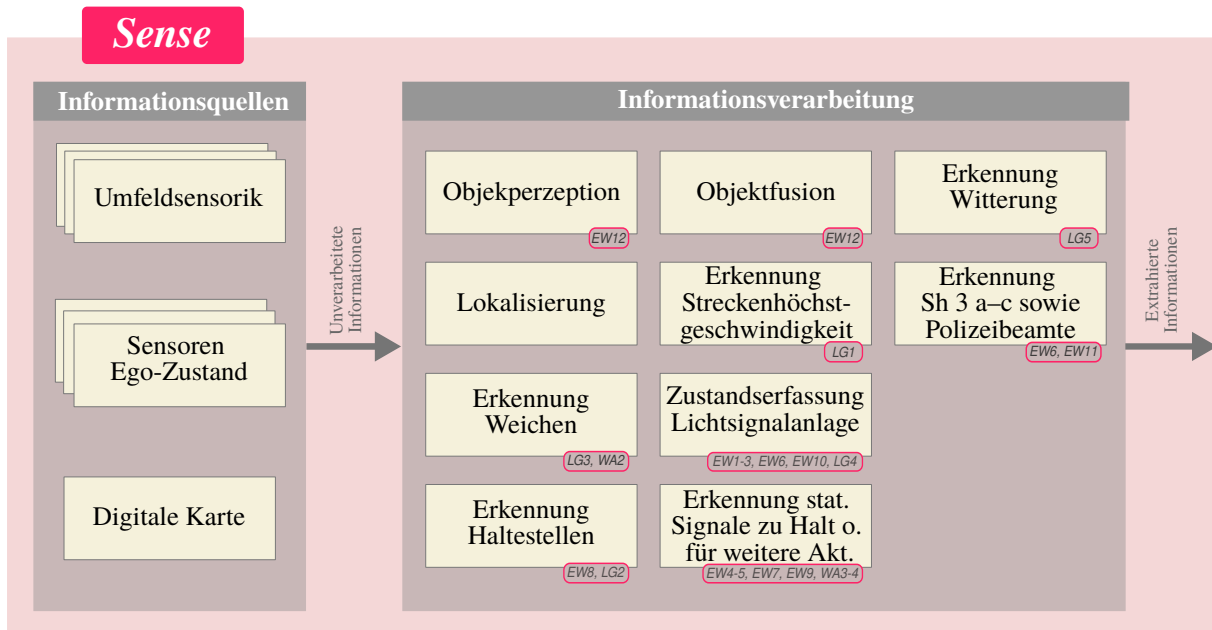 Sense
Informationsquellen
Umfeldsensorik
Sensoren
Ego-Zustand
Digitale Karte
Unverarbeitete
Informationen
Informationsverarbeitung
Objekperzeption
EW12
Objektfusion
EW12
Erkennung
Witterung
LG5
Lokalisierung
Erkennung
Streckenhöchst-
geschwindigkeit
LG1
Erkennung
Sh 3 a–c sowie
Polizeibeamte
EW6, EW11
Erkennung
Weichen
LG3, WA2
Zustandserfassung
Lichtsignalanlage
EW1-3, EW6, EW10, LG4
Erkennung
Haltestellen
EW8, LG2
Erkennung stat.
Signale zu Halt o.
für weitere Akt.
EW4-5, EW7, EW9, WA3-4
Extrahierte
Informationen